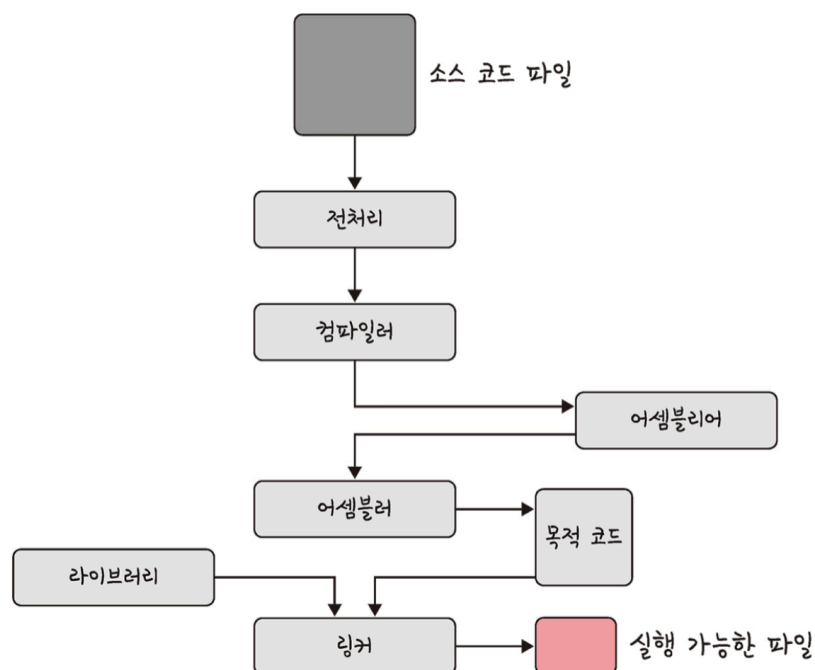 소스 코드 파일
전처리
컴파일러
어셈블리어
어셈블러
목적 코드
라이브러리
링커
실행 가능한 파일